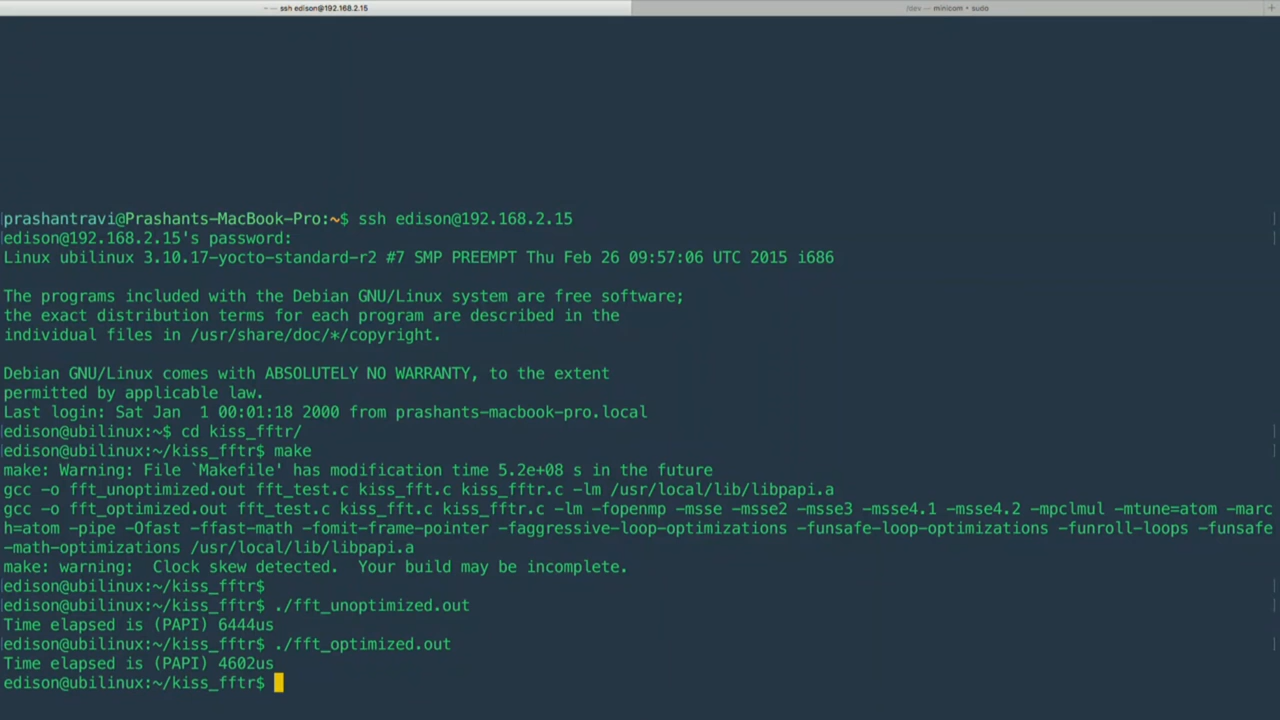 ~ — ssh edison@192.168.2.15
/dev — minicom • sudo
+
prashantravi@Prashants-MacBook-Pro:~$ ssh edison@192.168.2.15
edison@192.168.2.15's password:
Linux ubilinux 3.10.17-yocto-standard-r2 #7 SMP PREEMPT Thu Feb 26 09:57:06 UTC 2015 i686
The programs included with the Debian GNU/Linux system are free software;
the exact distribution terms for each program are described in the
individual files in /usr/share/doc/*/copyright.
Debian GNU/Linux comes with ABSOLUTELY NO WARRANTY, to the extent
permitted by applicable law.
Last login: Sat Jan  1 00:01:18 2000 from prashants-macbook-pro.local
edison@ubilinux:~$ cd kiss_fftr/
edison@ubilinux:~/kiss_fftr$ make
make: Warning: File `Makefile' has modification time 5.2e+08 s in the future
gcc -o fft_unoptimized.out fft_test.c kiss_fft.c kiss_fftr.c -lm /usr/local/lib/libpapi.a
gcc -o fft_optimized.out fft_test.c kiss_fft.c kiss_fftr.c -lm -fopenmp -msse -msse2 -msse3 -msse4.1 -msse4.2 -mpclmul -mtune=atom -marc
h=atom -pipe -Ofast -ffast-math -fomit-frame-pointer -faggressive-loop-optimizations -funsafe-loop-optimizations -funroll-loops -funsafe
-math-optimizations /usr/local/lib/libpapi.a
make: warning:  Clock skew detected.  Your build may be incomplete.
edison@ubilinux:~/kiss_fftr$
edison@ubilinux:~/kiss_fftr$ ./fft_unoptimized.out
Time elapsed is (PAPI) 6444us
edison@ubilinux:~/kiss_fftr$ ./fft_optimized.out
Time elapsed is (PAPI) 4602us
edison@ubilinux:~/kiss_fftr$